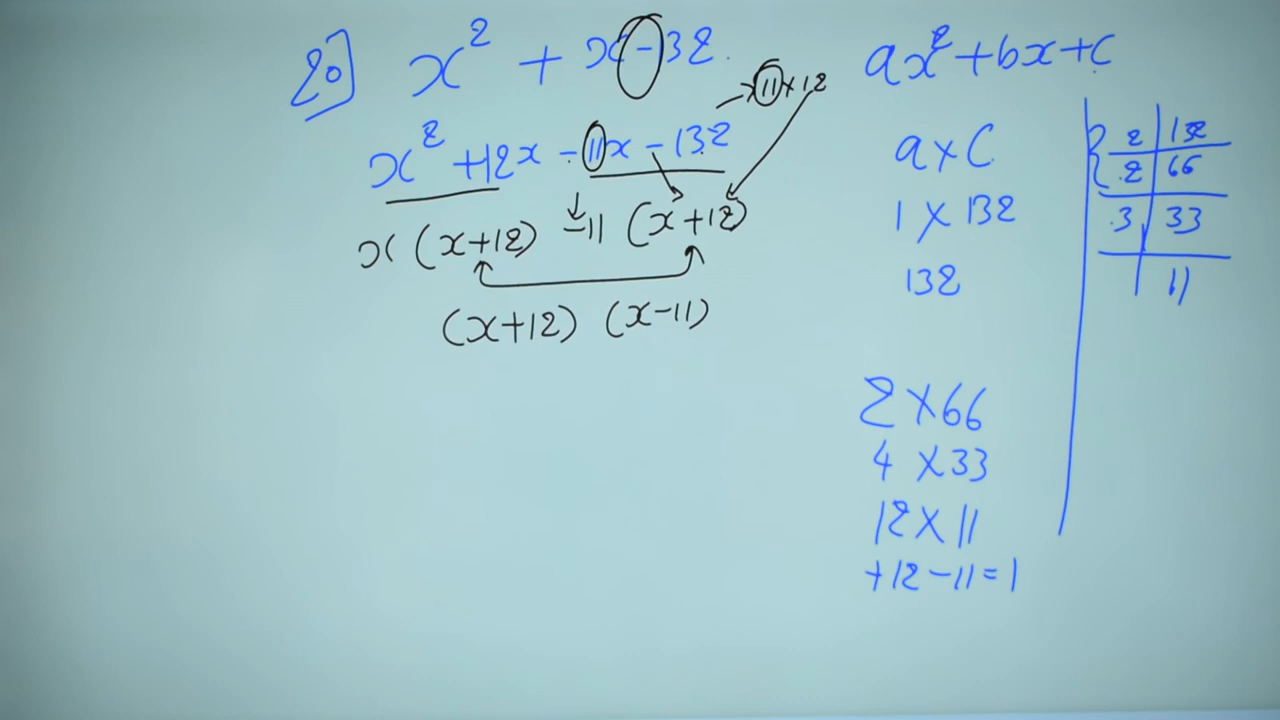 20] x² + x - 32
x² + 12x - 11x - 132
→ 11 × 12
x (x+12) - 11 (x+12)
(x+12) (x-11)
ax² + bx + c
a × c
1 × 132
132
2 × 66
4 × 33
12 × 11
+12 - 11 = 1
2 | 132
2 | 66
3 | 33
| 11